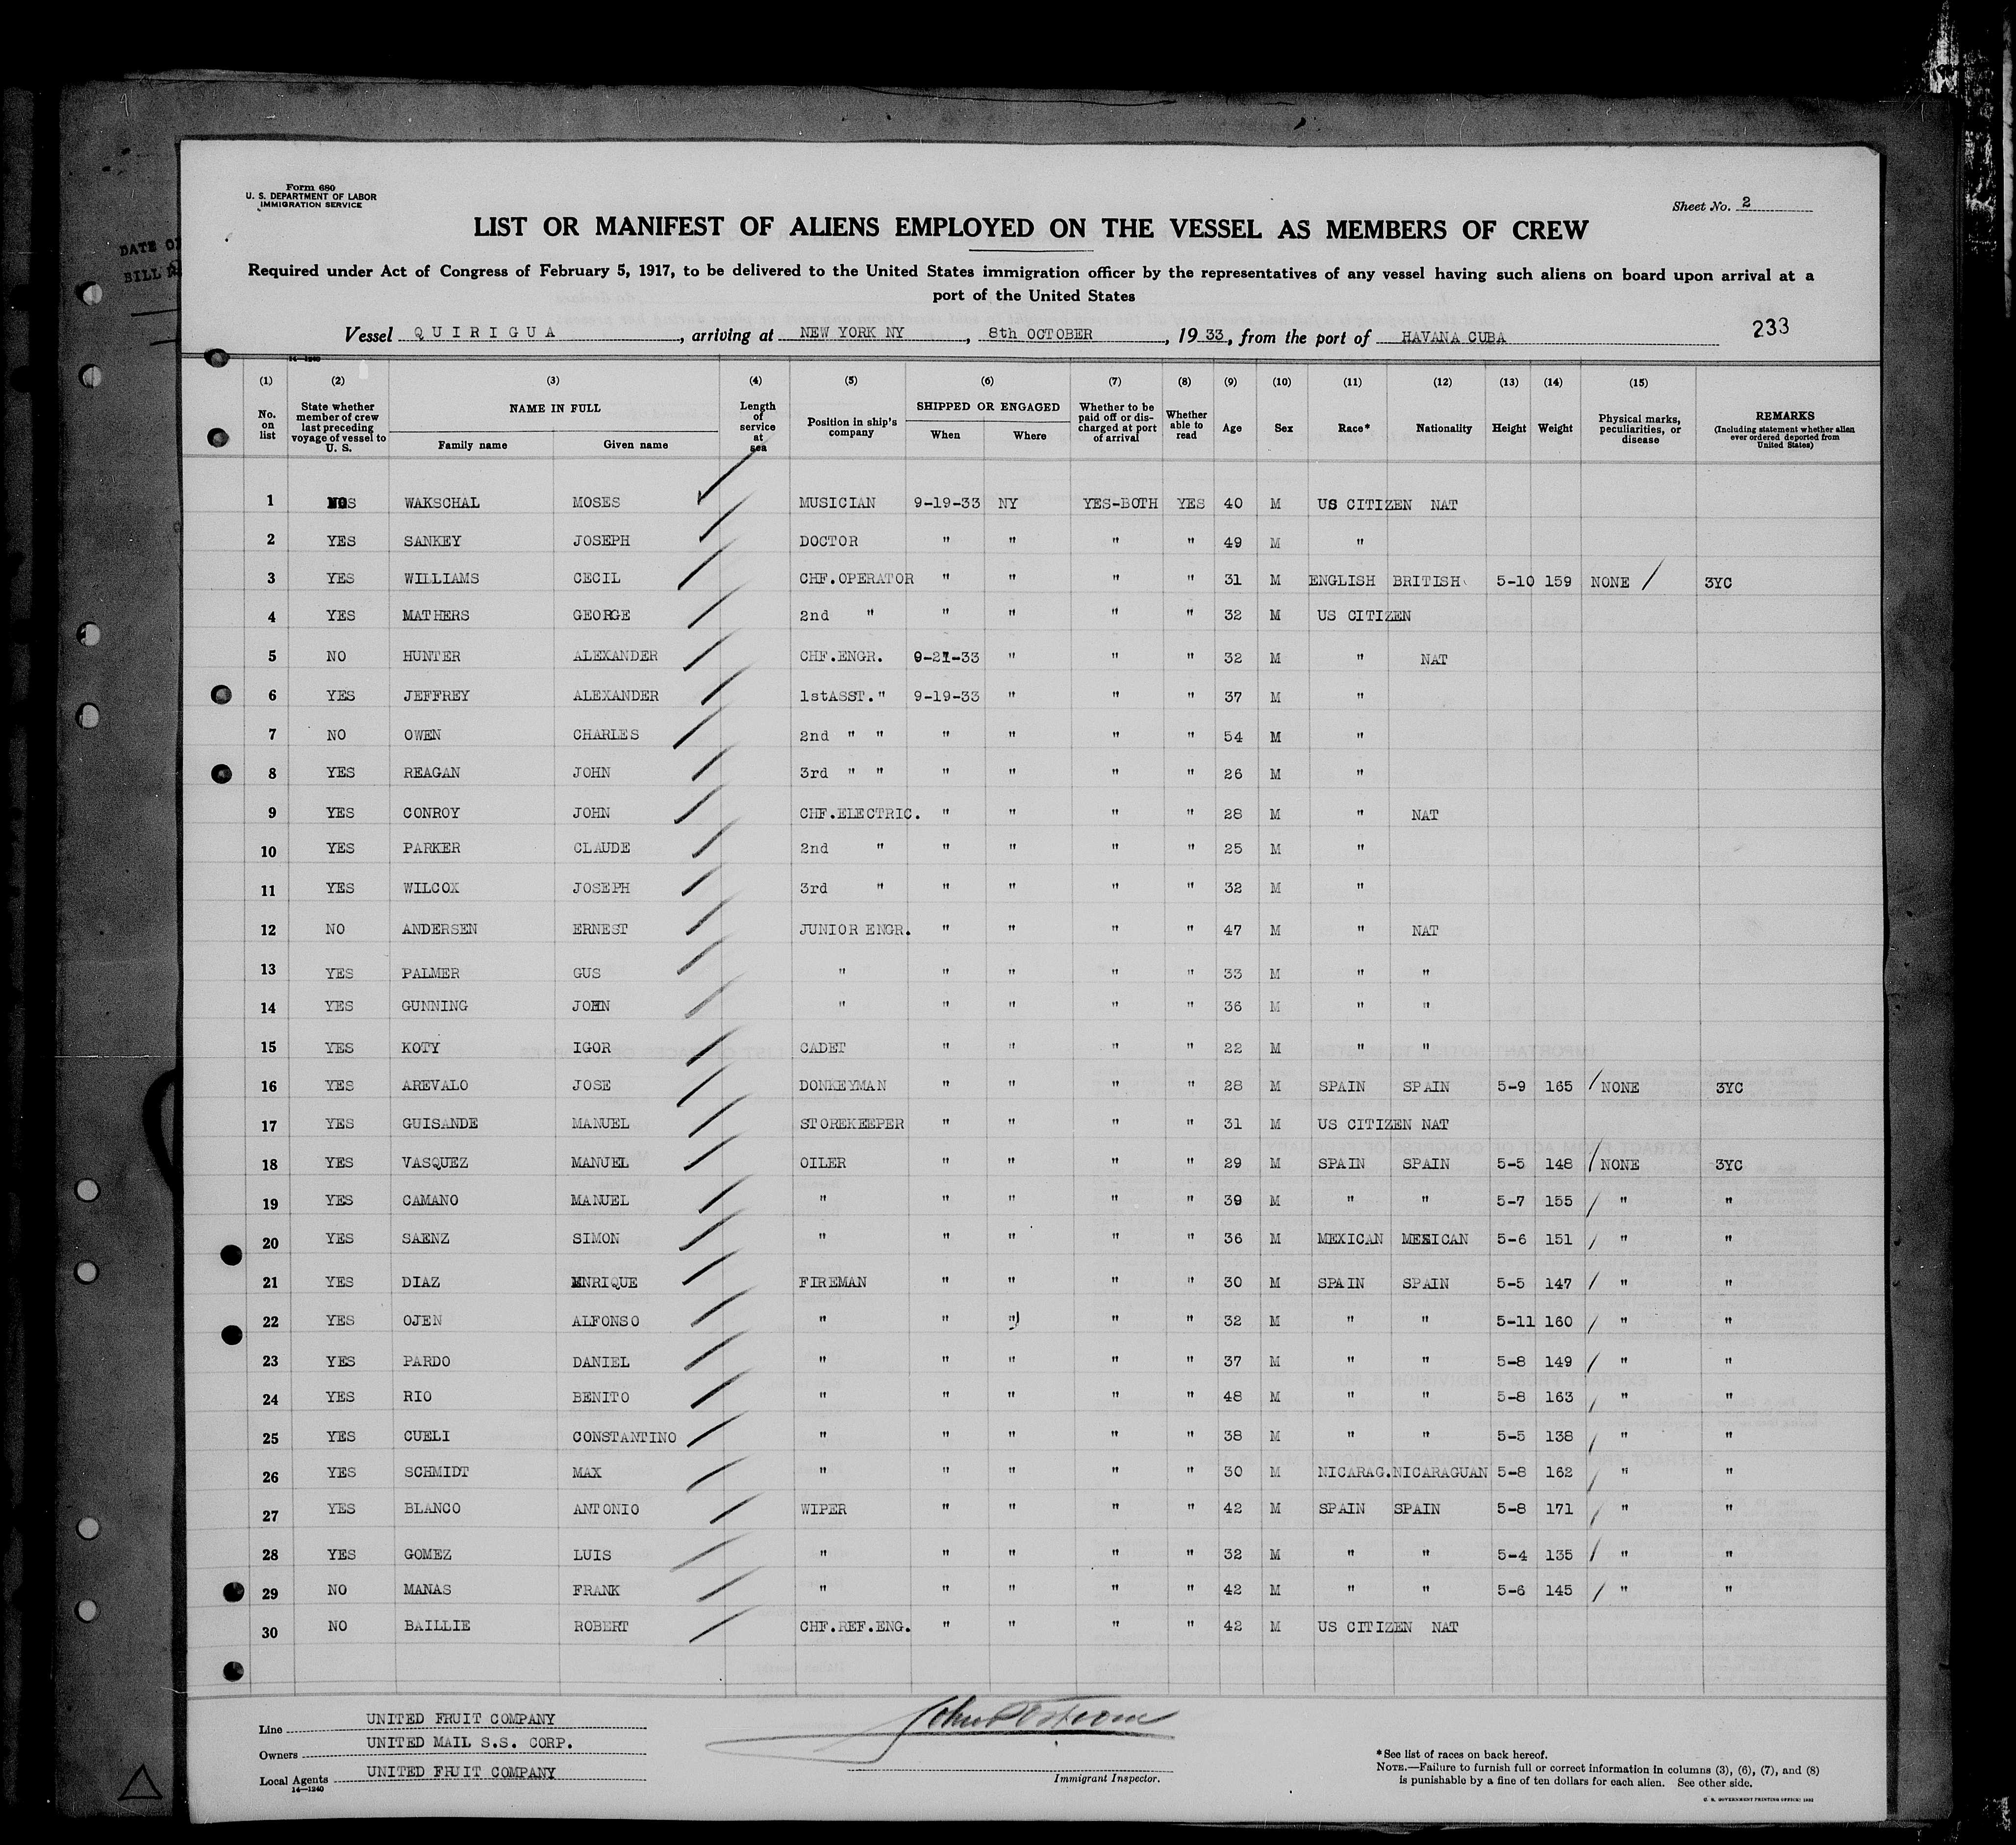 DATE OF
BILL
Form 680
U. S. DEPARTMENT OF LABOR
IMMIGRATION SERVICE
Sheet No. 2
LIST OR MANIFEST OF ALIENS EMPLOYED ON THE VESSEL AS MEMBERS OF CREW
Required under Act of Congress of February 5, 1917, to be delivered to the United States immigration officer by the representatives of any vessel having such aliens on board upon arrival at a
port of the United States
Vessel QUIRIGUA, arriving at NEW YORK NY, 8th OCTOBER, 1933, from the port of HAVANA CUBA 233
14—1240
(1) (2) (3) (4) (5) (6) (7) (8) (9) (10) (11) (12) (13) (14) (15)
No. on list State whether member of crew last preceding voyage of vessel to U. S. NAME IN FULL Family name Given name Length of service at sea Position in ship's company SHIPPED OR ENGAGED When Where Whether to be paid off or discharged at port of arrival Whether able to read Age Sex Race* Nationality Height Weight Physical marks, peculiarities, or disease REMARKS (Including statement whether alien ever ordered deported from United States)
1 WAKSCHAL MOSES MUSICIAN 9-19-33 NY YES-BOTH YES 40 M US CITIZEN NAT
2 YES SANKEY JOSEPH DOCTOR " " " " 49 M "
3 YES WILLIAMS CECIL CHF.OPERATOR " " " " 31 M ENGLISH BRITISH 5-10 159 NONE 3YC
4 YES MATHERS GEORGE 2nd " " " " " 32 M US CITIZEN
5 NO HUNTER ALEXANDER CHF.ENGR. 9-21-33 " " " 32 M " NAT
6 YES JEFFREY ALEXANDER 1stASST." 9-19-33 " " " 37 M "
7 NO OWEN CHARLES 2nd " " " " " " 54 M "
8 YES REAGAN JOHN 3rd " " " " " " 26 M "
9 YES CONROY JOHN CHF.ELECTRIC. " " " " 28 M " NAT
10 YES PARKER CLAUDE 2nd " " " " " 25 M "
11 YES WILCOX JOSEPH 3rd " " " " " 32 M "
12 NO ANDERSEN ERNEST JUNIOR ENGR. " " " " 47 M " NAT
13 YES PALMER GUS " " " " " 33 M " "
14 YES GUNNING JOHN " " " " " 36 M " "
15 YES KOTY IGOR CADET " " " " 22 M " "
16 YES AREVALO JOSE DONKEYMAN " " " " 28 M SPAIN SPAIN 5-9 165 NONE 3YC
17 YES GUISANDE MANUEL STOREKEEPER " " " " 31 M US CITIZEN NAT
18 YES VASQUEZ MANUEL OILER " " " " 29 M SPAIN SPAIN 5-5 148 NONE 3YC
19 YES CAMANO MANUEL " " " " " 39 M " " 5-7 155 " "
20 YES SAENZ SIMON " " " " " 36 M MEXICAN MEXICAN 5-6 151 " "
21 YES DIAZ ENRIQUE FIREMAN " " " " 30 M SPAIN SPAIN 5-5 147 " "
22 YES OJEN ALFONSO " " " " " 32 M " " 5-11 160 " "
23 YES PARDO DANIEL " " " " " 37 M " " 5-8 149 " "
24 YES RIO BENITO " " " " " 48 M " " 5-8 163 " "
25 YES CUELI CONSTANTINO " " " " " 38 M " " 5-5 138 " "
26 YES SCHMIDT MAX " " " " " 30 M NICARAG. NICARAGUAN 5-8 162 " "
27 YES BLANCO ANTONIO WIPER " " " " 42 M SPAIN SPAIN 5-8 171 " "
28 YES GOMEZ LUIS " " " " " 32 M " " 5-4 135 " "
29 NO MANAS FRANK " " " " " 42 M " " 5-6 145 " "
30 NO BAILLIE ROBERT CHF.REF.ENG. " " " " 42 M US CITIZEN NAT
Line UNITED FRUIT COMPANY
Owners UNITED MAIL S.S. CORP.
Local Agents UNITED FRUIT COMPANY
14—1240
Immigrant Inspector.
*See list of races on back hereof.
NOTE.—Failure to furnish full or correct information in columns (3), (6), (7), and (8)
is punishable by a fine of ten dollars for each alien. See other side.